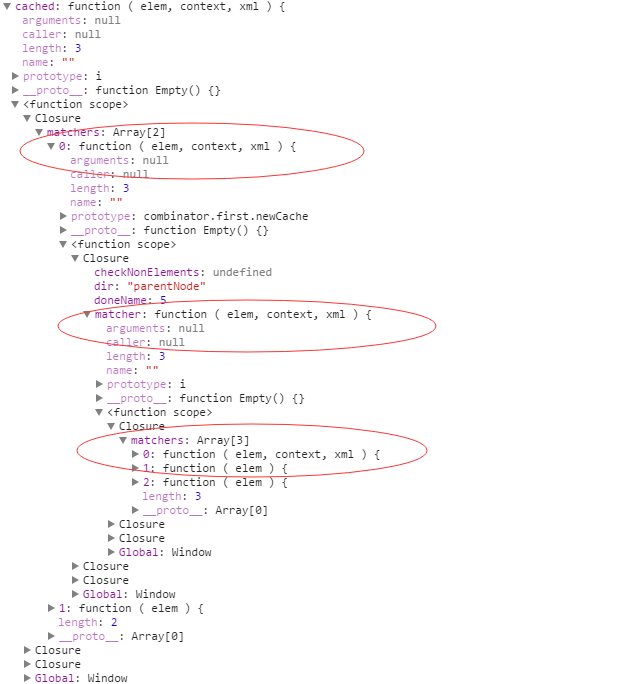 cached: function ( elem, context, xml ) {
arguments: null
caller: null
length: 3
name: ""
prototype: i
__proto__: function Empty() {}
<function scope>
Closure
matchers: Array[2]
0: function ( elem, context, xml ) {
arguments: null
caller: null
length: 3
name: ""
prototype: combinator.first.newCache
__proto__: function Empty() {}
<function scope>
Closure
checkNonElements: undefined
dir: "parentNode"
doneName: 5
matcher: function ( elem, context, xml ) {
arguments: null
caller: null
length: 3
name: ""
prototype: i
__proto__: function Empty() {}
<function scope>
Closure
matchers: Array[3]
0: function ( elem, context, xml ) {
1: function ( elem ) {
2: function ( elem ) {
length: 3
__proto__: Array[0]
Closure
Closure
Global: Window
Closure
Closure
Global: Window
1: function ( elem ) {
length: 2
__proto__: Array[0]
Closure
Closure
Global: Window